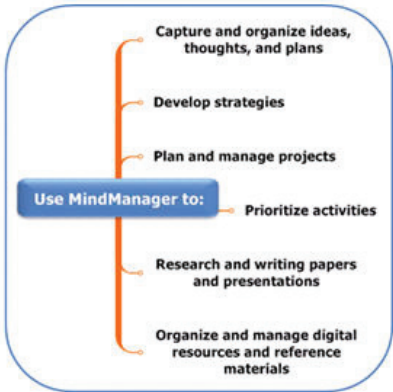 Capture and organize ideas,
thoughts, and plans
Develop strategies
Plan and manage projects
Use MindManager to:
Prioritize activities
Research and writing papers
and presentations
Organize and manage digital
resources and reference
materials